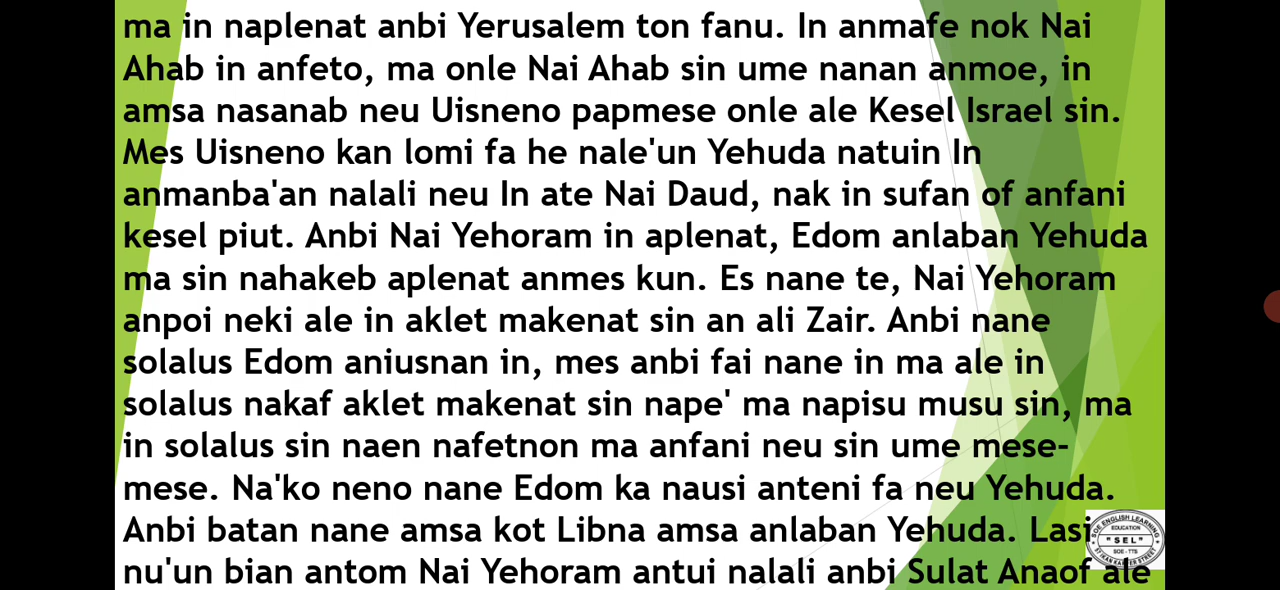 ma in naplenat anbi Yerusalem ton fanu. In anmafe nok Nai
Ahab in anfeto, ma onle Nai Ahab sin ume nanan anmoe, in
amsa nasanab neu Uisneno papmese onle ale Kesel Israel sin.
Mes Uisneno kan lomi fa he nale'un Yehuda natuin In
anmanba'an nalali neu In ate Nai Daud, nak in sufan of anfani
kesel piut. Anbi Nai Yehoram in aplenat, Edom anlaban Yehuda
ma sin nahakeb aplenat anmes kun. Es nane te, Nai Yehoram
anpoi neki ale in aklet makenat sin an ali Zair. Anbi nane
solalus Edom aniusnan in, mes anbi fai nane in ma ale in
solalus nakaf aklet makenat sin nape' ma napisu musu sin, ma
in solalus sin naen nafetnon ma anfani neu sin ume mese-
mese. Na'ko neno nane Edom ka nausi anteni fa neu Yehuda.
Anbi batan nane amsa kot Libna amsa anlaban Yehuda. Lasi
nu'un bian antom Nai Yehoram antui nalali anbi Sulat Anaof ale
SOE ENGLISH LEARNING
EDUCATION
"SEL"
SOE - TTS